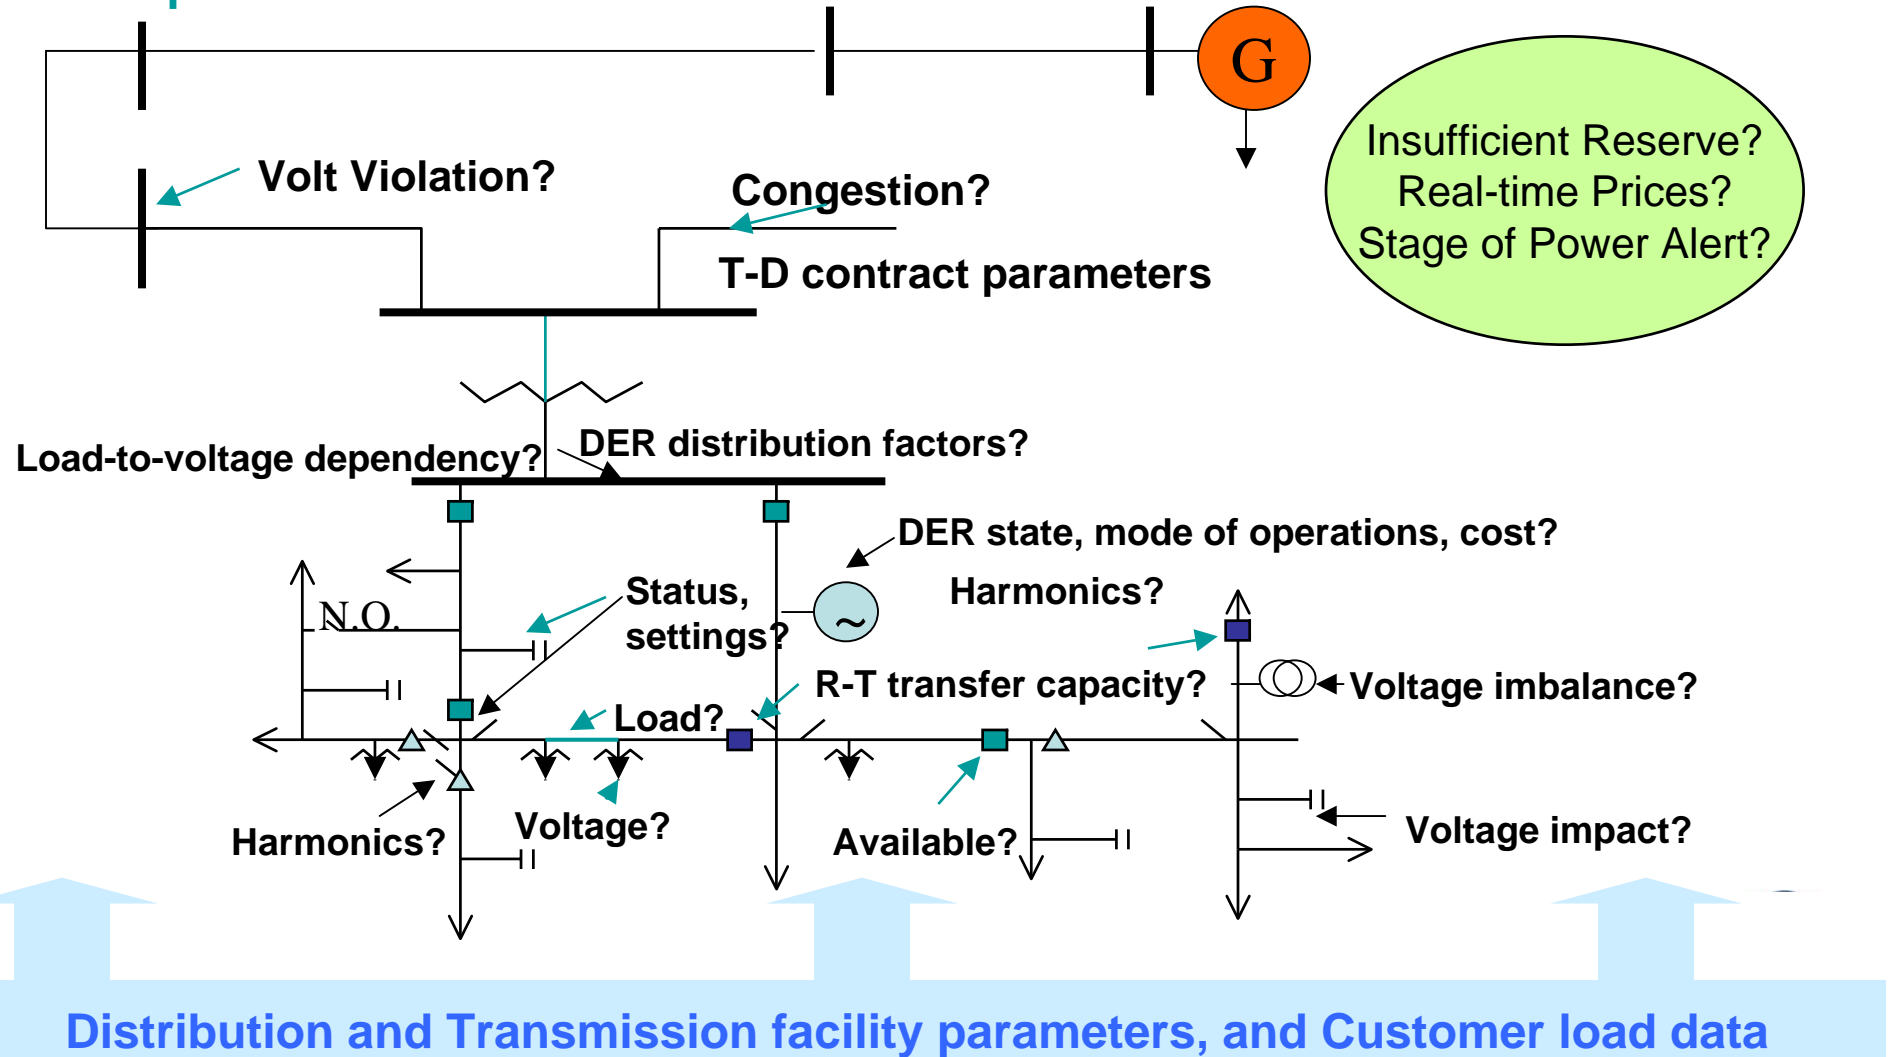 G
Insufficient Reserve?
Real-time Prices?
Stage of Power Alert?
Volt Violation?
Congestion?
T-D contract parameters
DER distribution factors?
Load-to-voltage dependency?
DER state, mode of operations, cost?
Status,
settings?
Harmonics?
N.O.
~
R-T transfer capacity?
Voltage imbalance?
Load?
Harmonics?
Voltage?
Available?
Voltage impact?
Distribution and Transmission facility parameters, and Customer load data